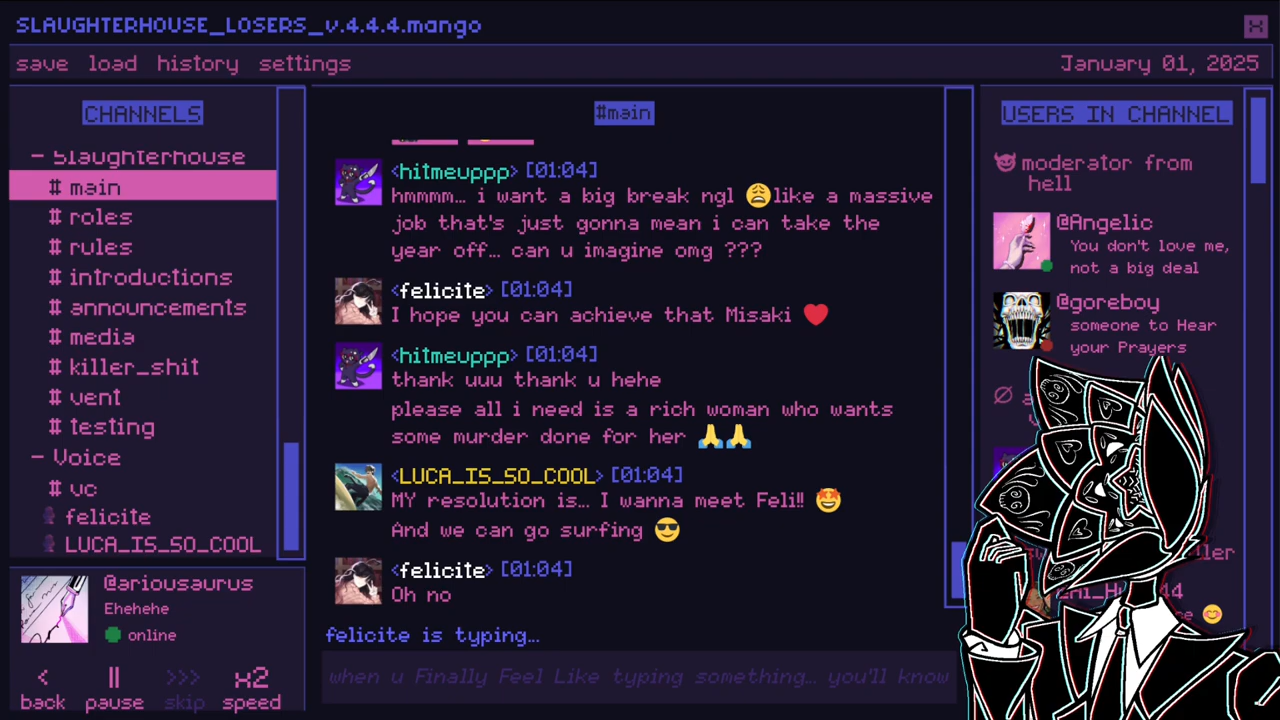 SLAUGHTERHOUSE_LOSERS_v.4.4.4.mango
X
save load history settings
January 01, 2025
CHANNELS
– Slaughterhouse
# main
# roles
# rules
# introductions
# announcements
# media
# killer_shit
# vent
# testing
– Voice
# vc
felicite
LUCA_IS_SO_COOL
@ariousaurus
Ehehehe
online
< || >>> x2
back pause skip speed
#main
<hitmeuppp> [01:04]
hmmmm... i want a big break ngl 😩like a massive
job that's just gonna mean i can take the
year off... can u imagine omg ???
<felicite> [01:04]
I hope you can achieve that Misaki ❤️
<hitmeuppp> [01:04]
thank uuu thank u hehe
please all i need is a rich woman who wants
some murder done for her 🙏🙏
<LUCA_IS_SO_COOL> [01:04]
MY resolution is... I wanna meet Feli!! 🤩
And we can go surfing 😎
<felicite> [01:04]
Oh no
felicite is typing...
when u Finally Feel Like typing something... you'll know
USERS IN CHANNEL
moderator from
hell
@Angelic
You don't love me,
not a big deal
@goreboy
someone to Hear
your Prayers